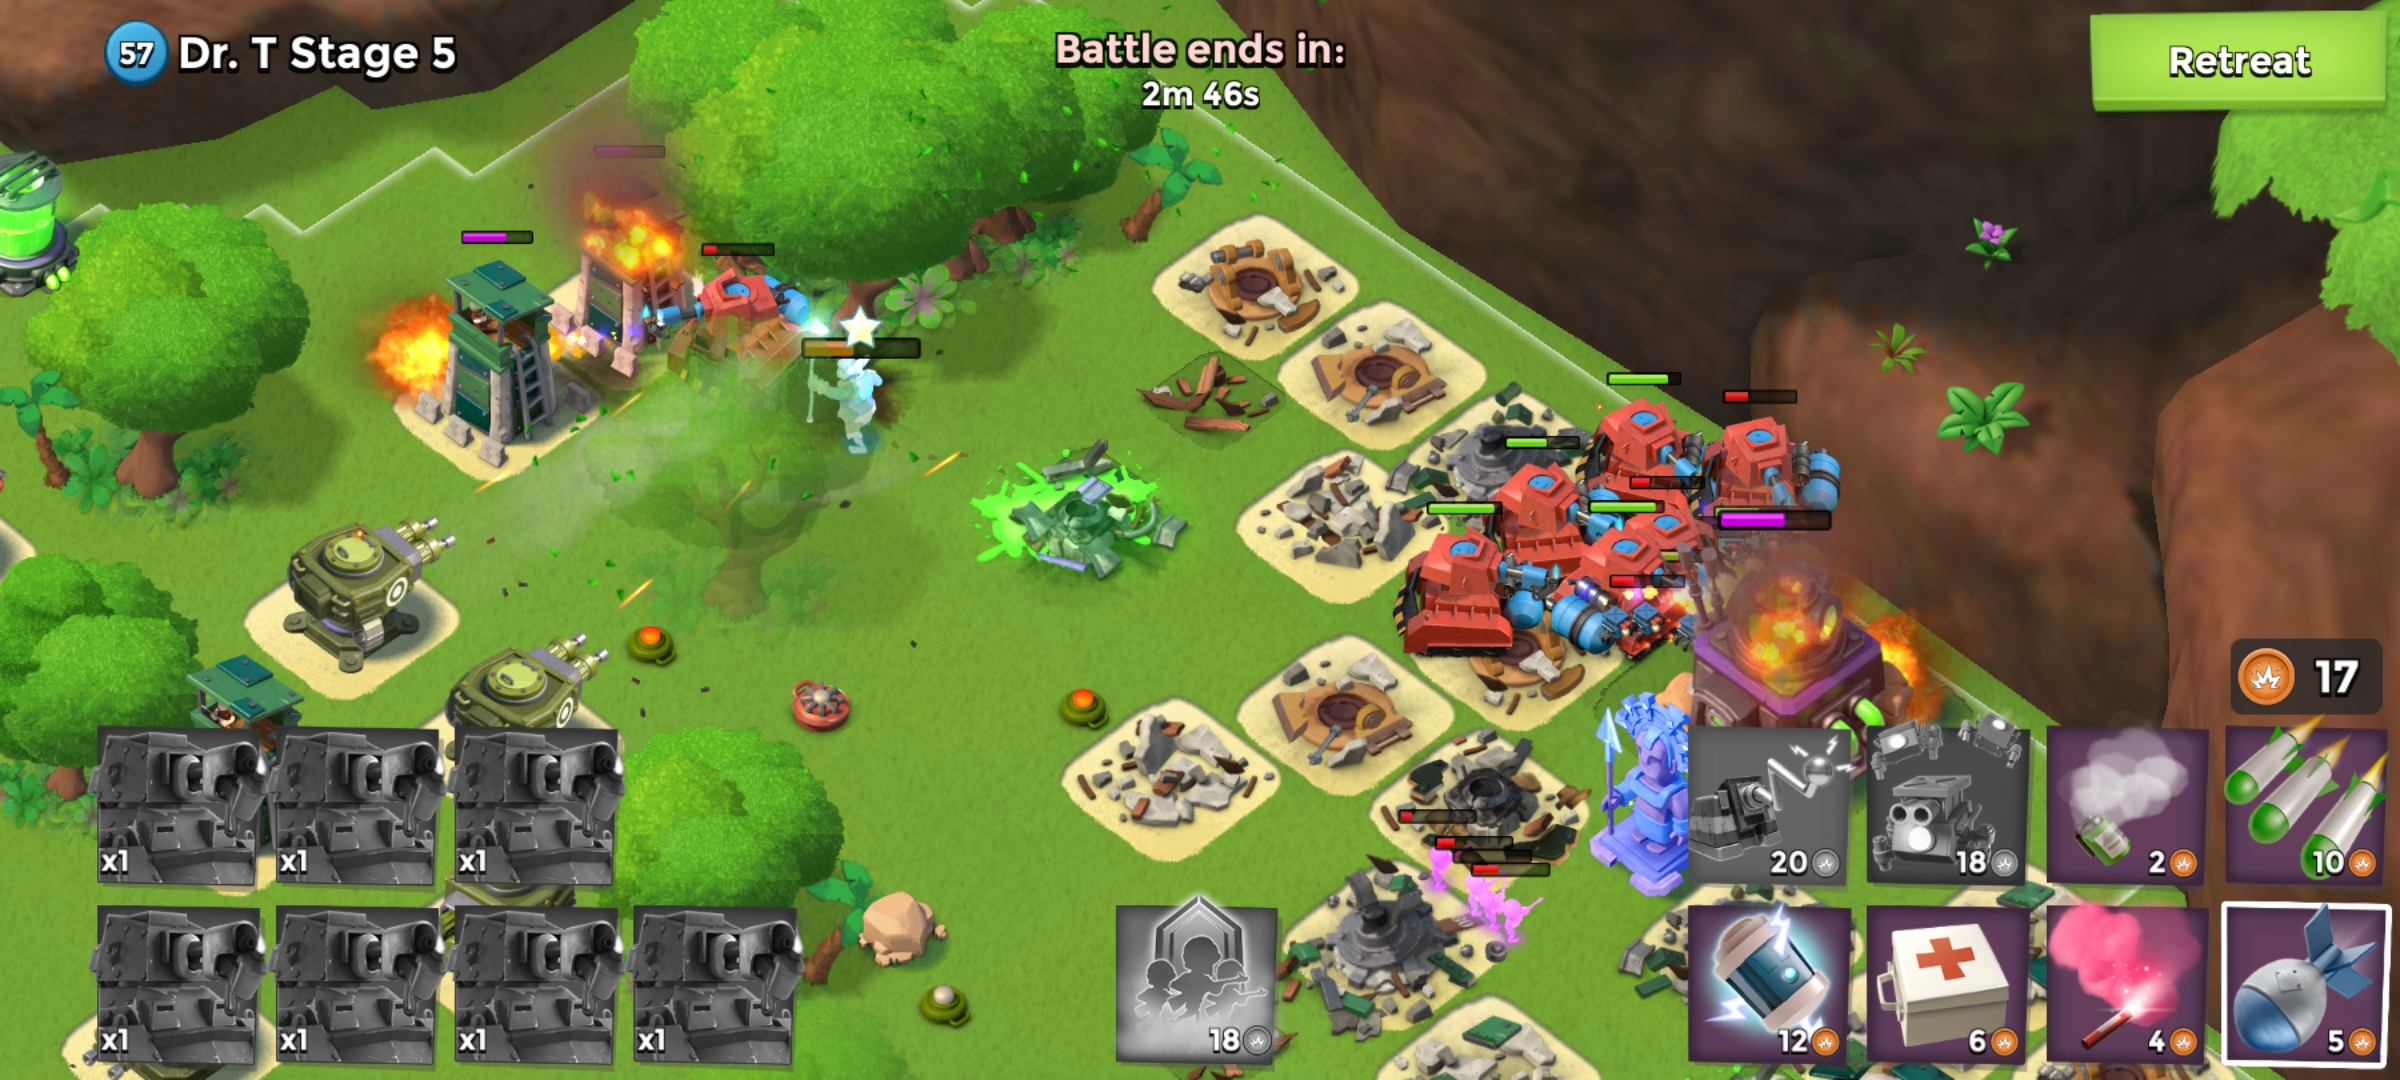 57 Dr. T Stage 5
Battle ends in:
2m 46s
Retreat
17
x1 x1 x1
20 18 2 10
x1 x1 x1 x1
18 12 6 4 5